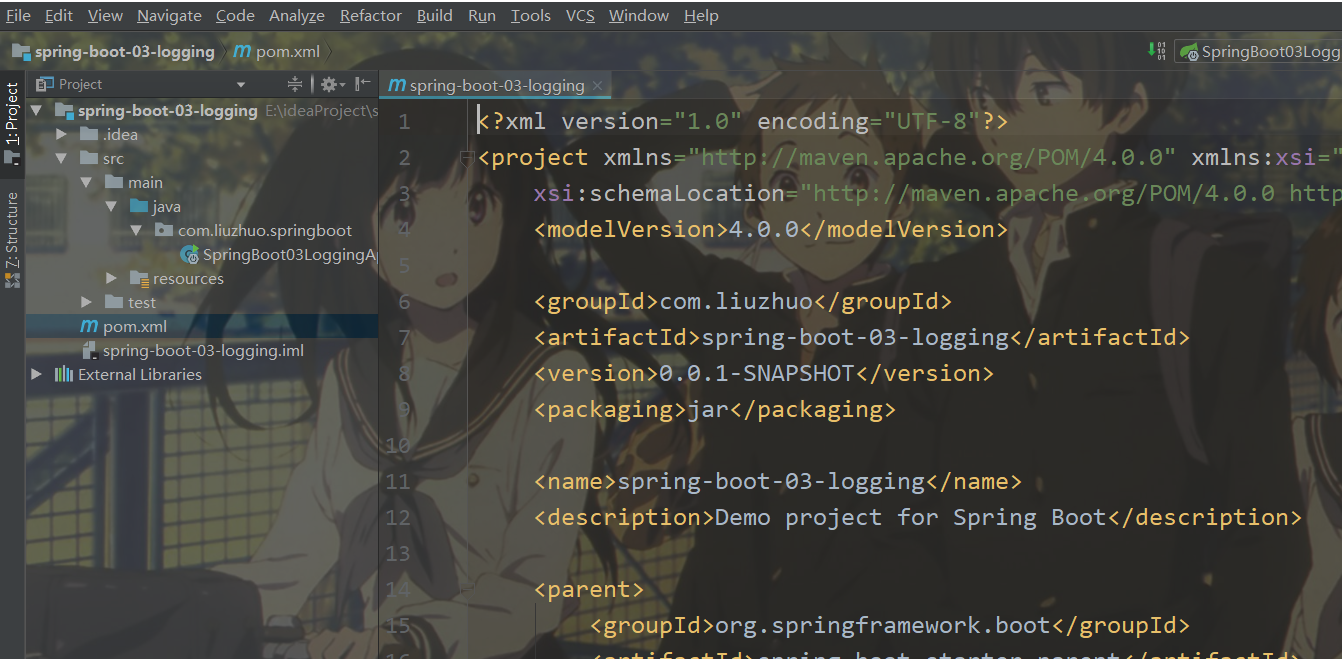 File Edit View Navigate Code Analyze Refactor Build Run Tools VCS Window Help
spring-boot-03-logging m pom.xml SpringBoot03Logg
1: Project
Z: Structure
Project
spring-boot-03-logging E:\ideaProject\s
.idea
src
main
java
com.liuzhuo.springboot
SpringBoot03LoggingA
resources
test
m pom.xml
spring-boot-03-logging.iml
External Libraries
m spring-boot-03-logging ×
1 <?xml version="1.0" encoding="UTF-8"?>
2 <project xmlns="http://maven.apache.org/POM/4.0.0" xmlns:xsi="
3 xsi:schemaLocation="http://maven.apache.org/POM/4.0.0 http
4 <modelVersion>4.0.0</modelVersion>
5
6 <groupId>com.liuzhuo</groupId>
7 <artifactId>spring-boot-03-logging</artifactId>
8 <version>0.0.1-SNAPSHOT</version>
9 <packaging>jar</packaging>
10
11 <name>spring-boot-03-logging</name>
12 <description>Demo project for Spring Boot</description>
13
14 <parent>
15 <groupId>org.springframework.boot</groupId>
16 <artifactId>spring-boot-starter-parent</artifactId>